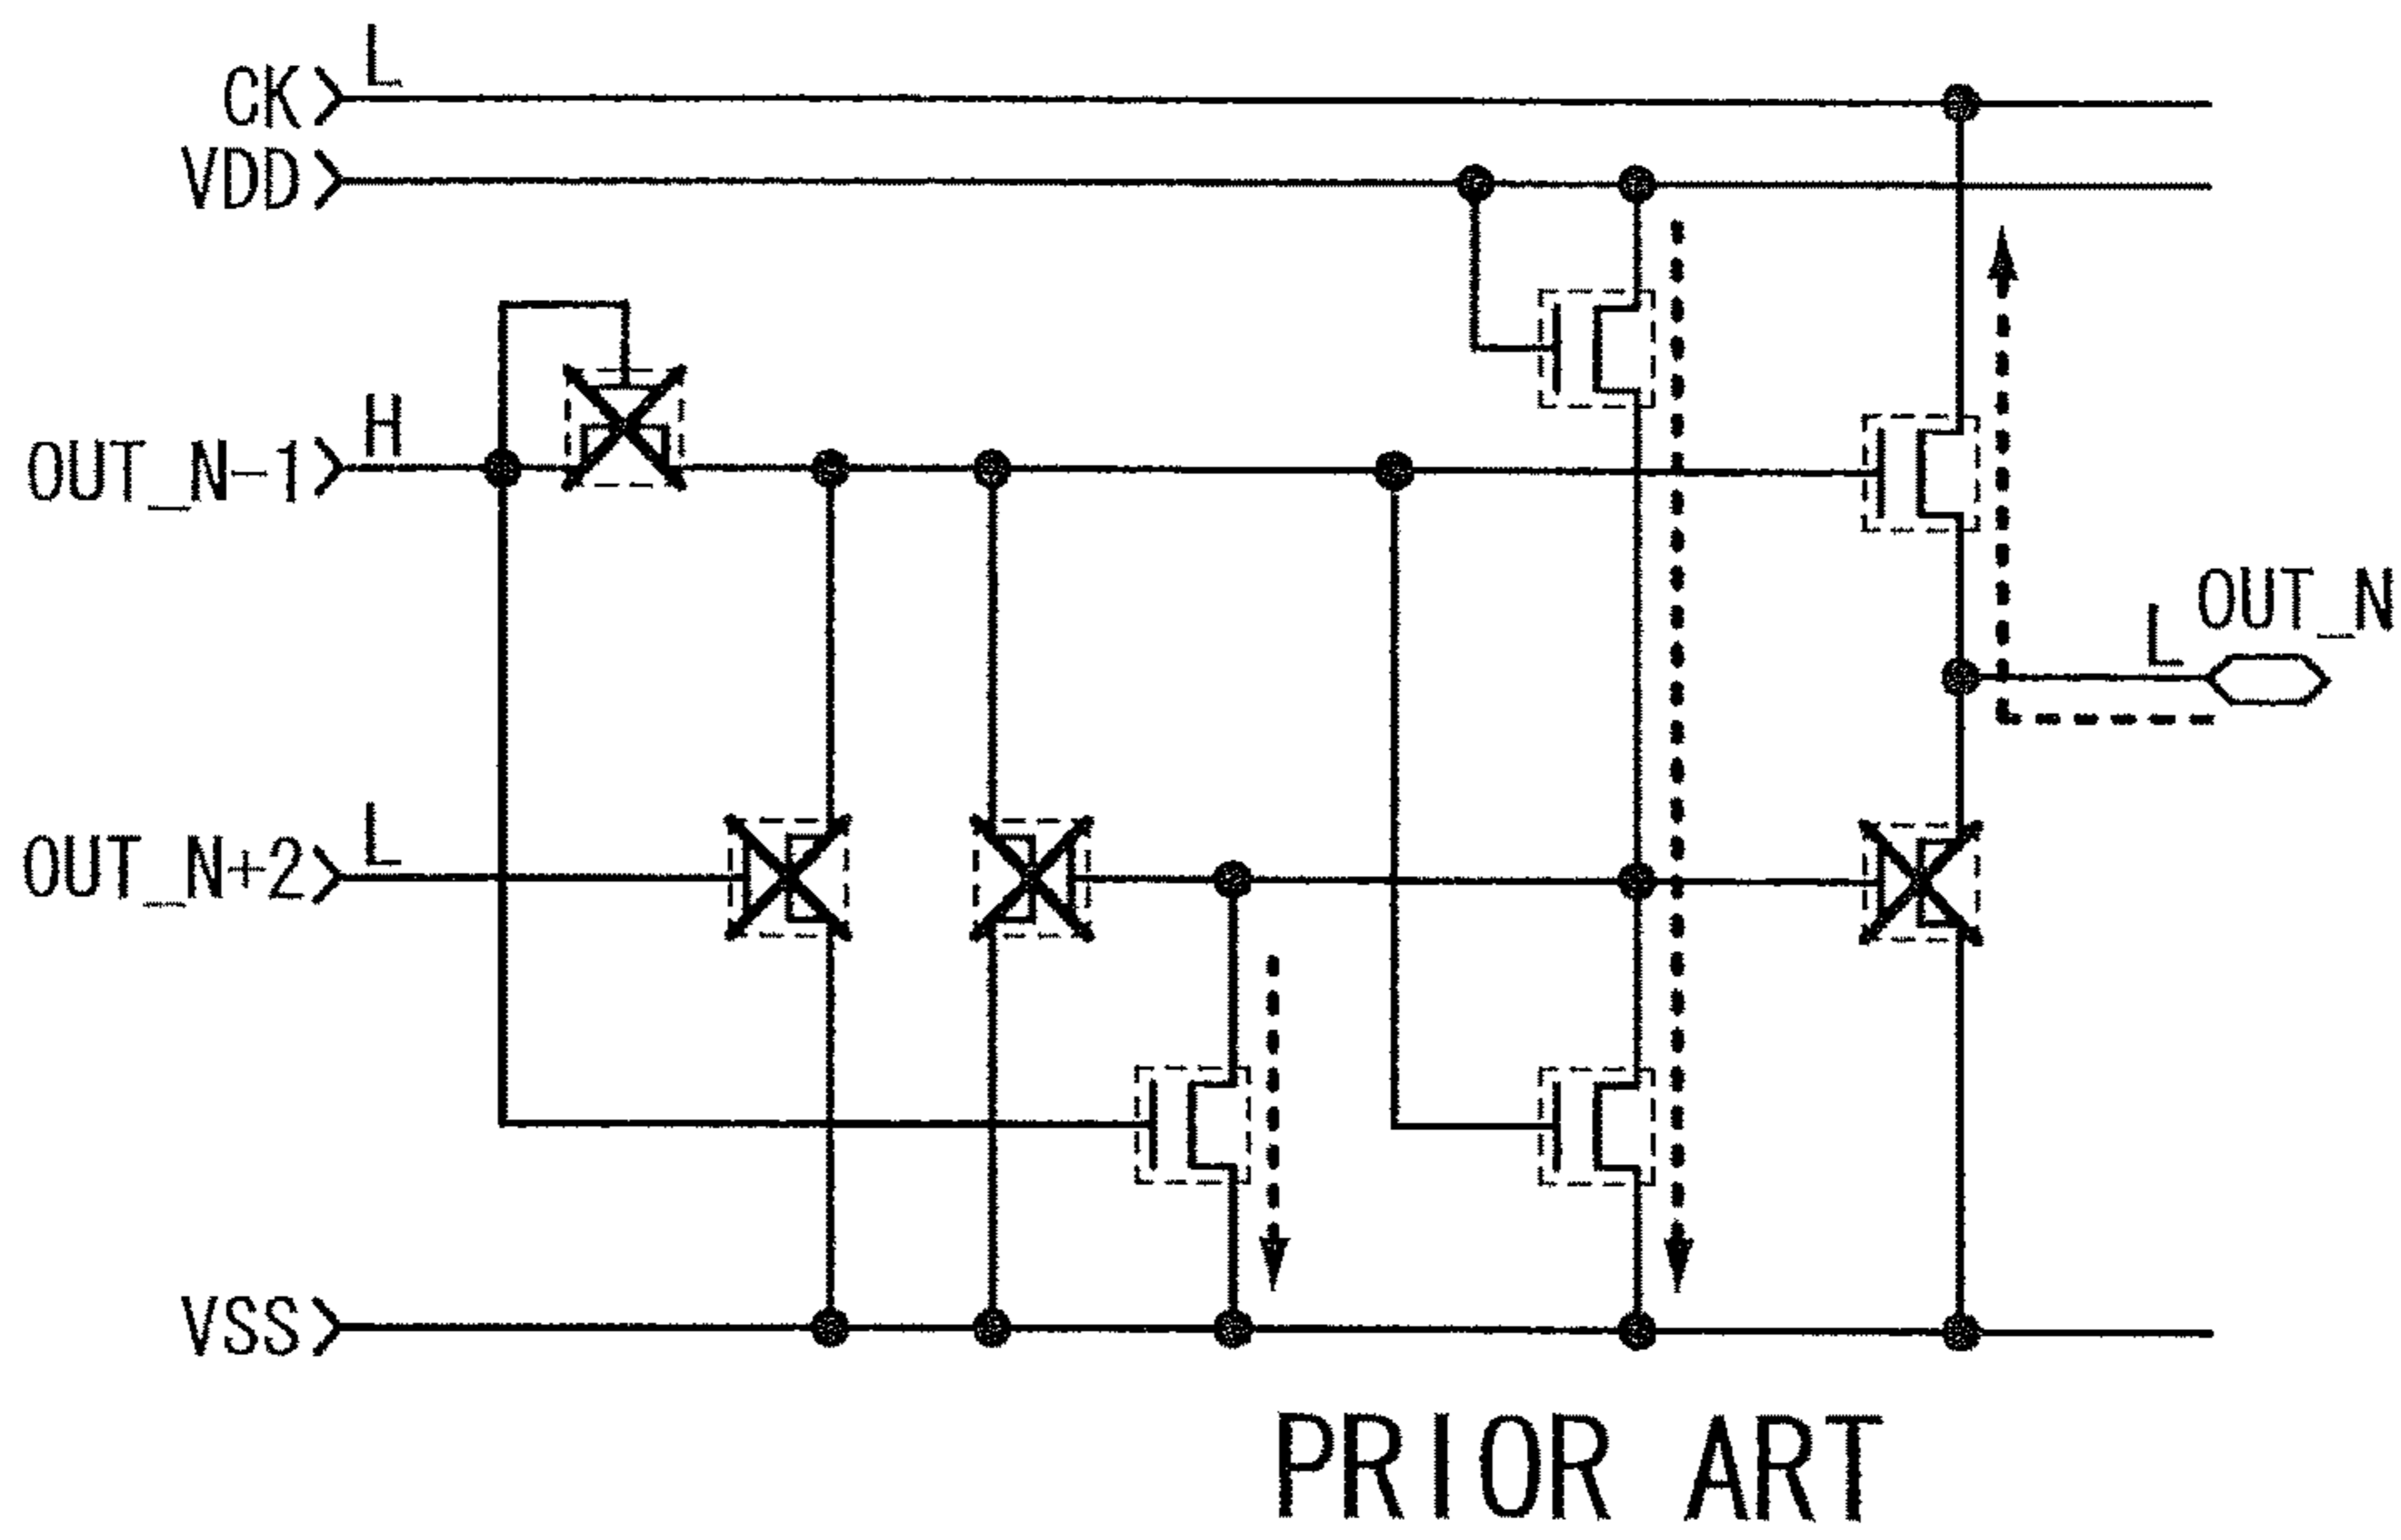 L
CK
VDD
H
OUT_N-1
OUT_N
L
L
OUT_N+2
VSS
PRIOR ART